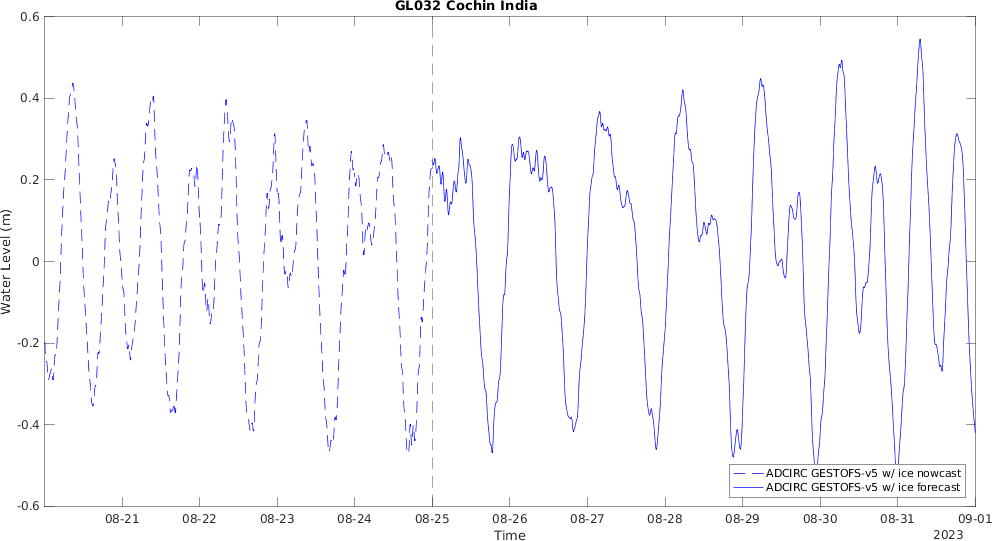 GL032 Cochin India
0.6
0.4
0.2
0
-0.2
-0.4
-0.6
Water Level (m)
ADCIRC GESTOFS-v5 w/ ice nowcast
ADCIRC GESTOFS-v5 w/ ice forecast
08-21 08-22 08-23 08-24 08-25 08-26 08-27 08-28 08-29 08-30 08-31 09-01
Time
2023